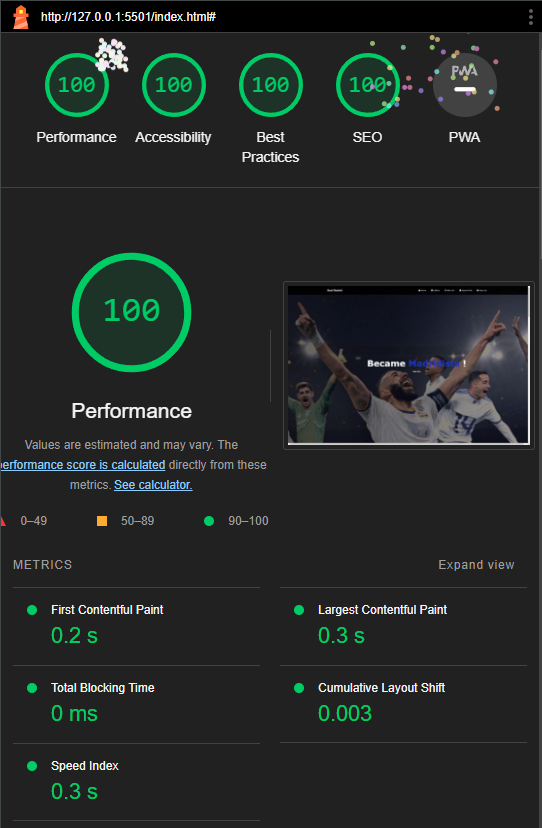 http://127.0.0.1:5501/index.html#
100
100
100
100
PWA
Performance
Accessibility
Best
Practices
SEO
PWA
100
Became Madridista !
Performance
Values are estimated and may vary. The
erformance score is calculated directly from these
metrics. See calculator.
0–49
50–89
90–100
METRICS
Expand view
First Contentful Paint
0.2 s
Largest Contentful Paint
0.3 s
Total Blocking Time
0 ms
Cumulative Layout Shift
0.003
Speed Index
0.3 s